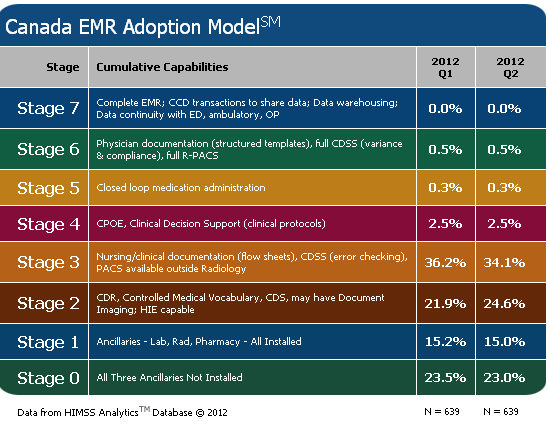 Canada EMR Adoption Model℠
Stage Cumulative Capabilities 2012 Q1 2012 Q2
Stage 7 Complete EMR; CCD transactions to share data; Data warehousing; 0.0% 0.0%
Data continuity with ED, ambulatory, OP
Stage 6 Physician documentation (structured templates), full CDSS (variance 0.5% 0.5%
& compliance), full R-PACS
Stage 5 Closed loop medication administration 0.3% 0.3%
Stage 4 CPOE, Clinical Decision Support (clinical protocols) 2.5% 2.5%
Stage 3 Nursing/clinical documentation (flow sheets), CDSS (error checking), 36.2% 34.1%
PACS available outside Radiology
Stage 2 CDR, Controlled Medical Vocabulary, CDS, may have Document 21.9% 24.6%
Imaging; HIE capable
Stage 1 Ancillaries - Lab, Rad, Pharmacy - All Installed 15.2% 15.0%
Stage 0 All Three Ancillaries Not Installed 23.5% 23.0%
Data from HIMSS Analytics™ Database © 2012 N = 639 N = 639